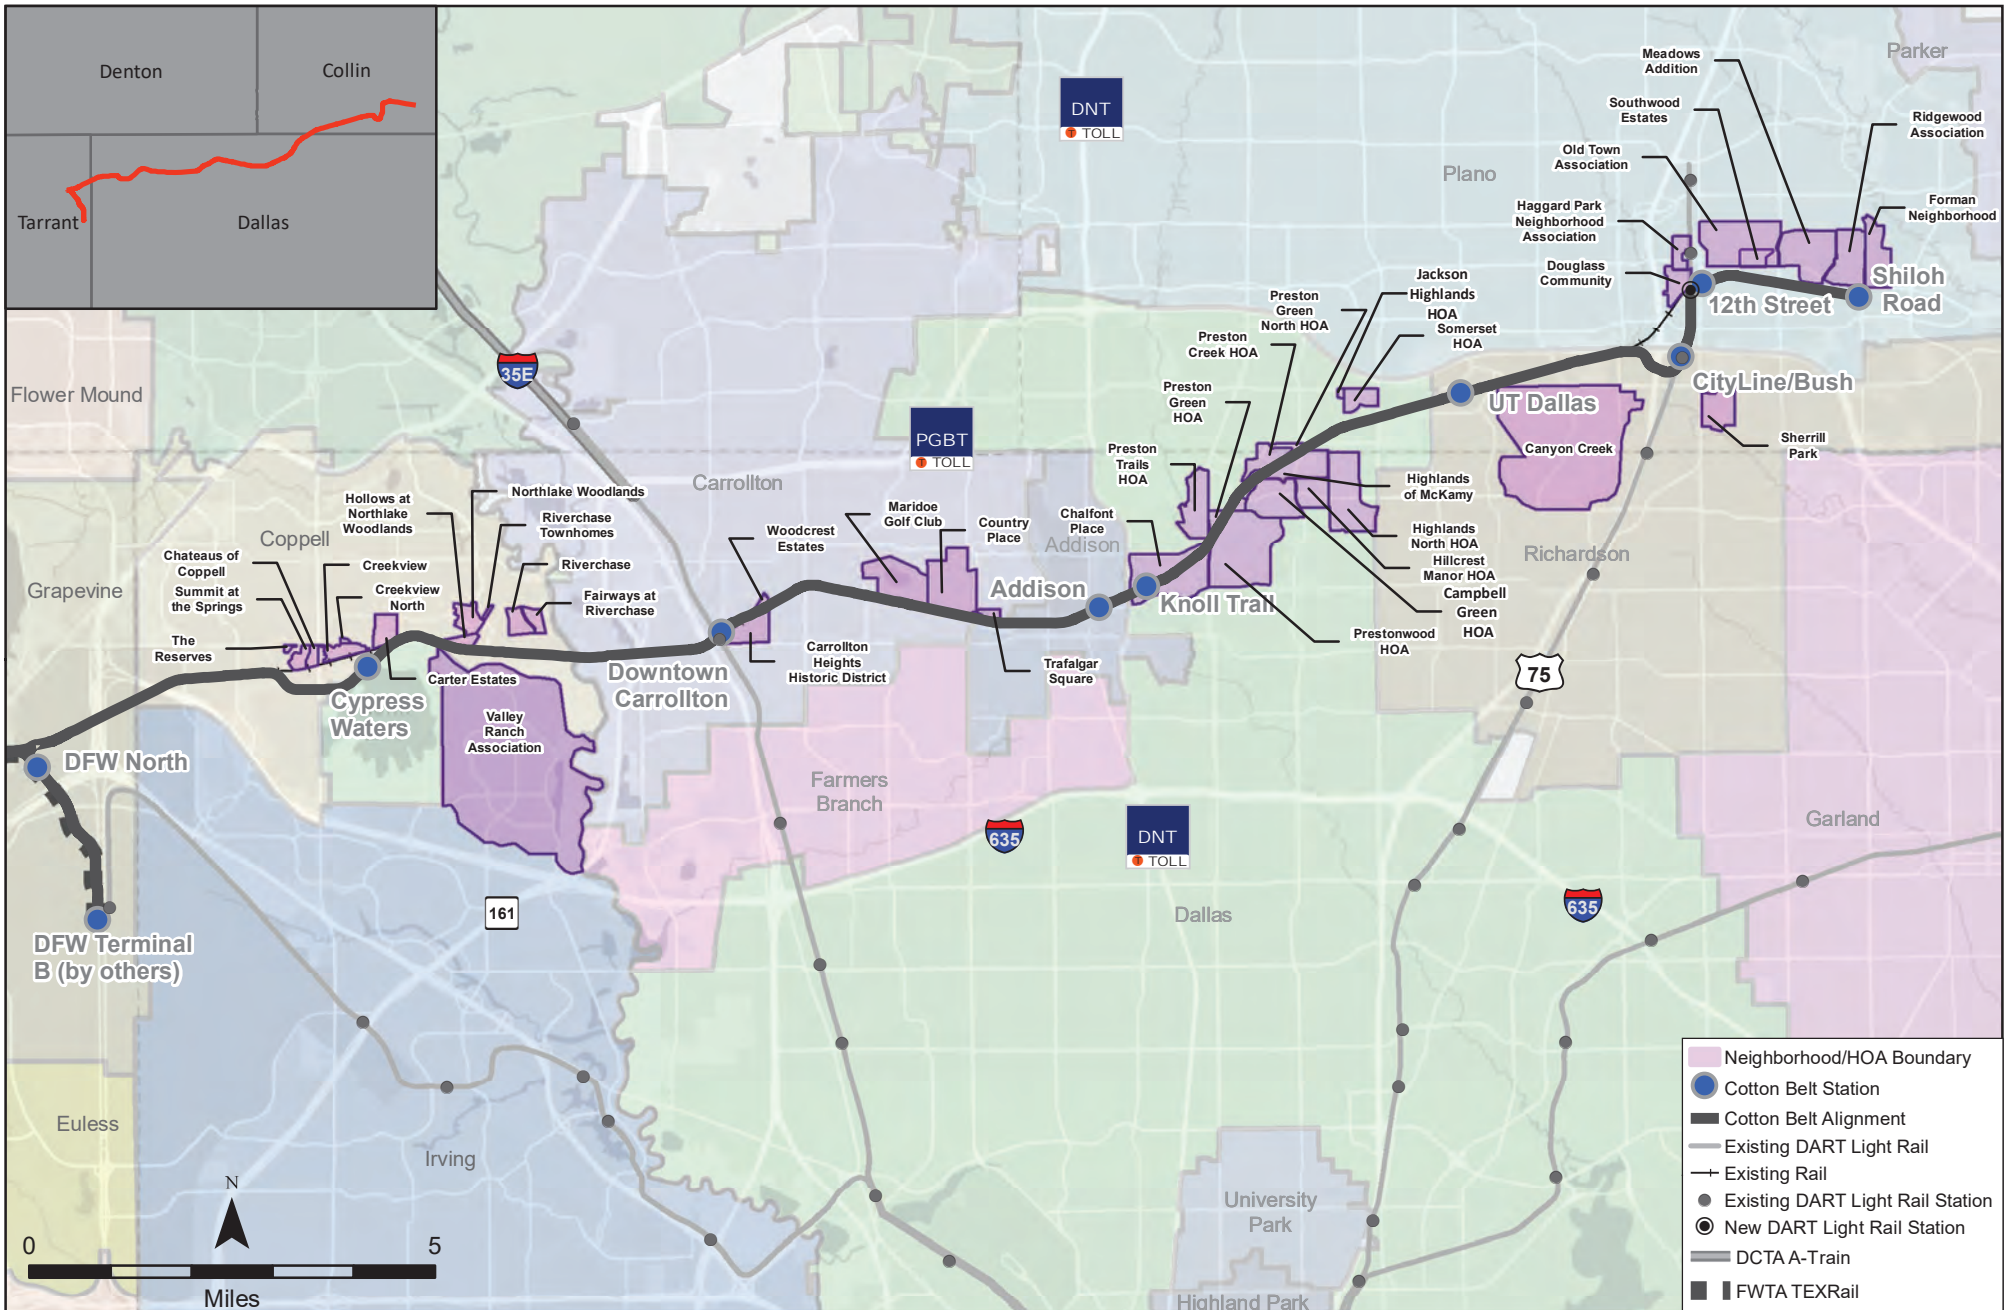 Denton
Collin
Tarrant
Dallas
DNT
TOLL
Parker
Meadows
Addition
Southwood
Estates
Ridgewood
Association
Old Town
Association
Plano
Haggard Park
Neighborhood
Association
Forman
Neighborhood
Douglass
Community
Shiloh
Road
12th Street
Jackson
Highlands
HOA
Preston
Green
North HOA
Somerset
HOA
Preston
Creek HOA
Preston
Green
HOA
35E
Flower Mound
CityLine/Bush
UT Dallas
PGBT
TOLL
Sherrill
Park
Canyon Creek
Preston
Trails
HOA
Carrollton
Northlake Woodlands
Hollows at
Northlake
Woodlands
Riverchase
Townhomes
Maridoe
Golf Club
Country
Place
Woodcrest
Estates
Chalfont
Place
Addison
Highlands
of McKamy
Highlands
North HOA
Hillcrest
Manor HOA
Campbell
Green
HOA
Richardson
Coppell
Chateaus of
Coppell
Creekview
Riverchase
Summit at
the Springs
Creekview
North
Fairways at
Riverchase
Grapevine
Addison
Knoll Trail
Prestonwood
HOA
The
Reserves
Carter Estates
Cypress
Waters
Downtown
Carrollton
Carrollton
Heights
Historic District
Trafalgar
Square
75
Valley
Ranch
Association
DFW North
Farmers
Branch
635
DNT
TOLL
Garland
161
Dallas
635
DFW Terminal
B (by others)
Euless
Irving
University
Park
Highland Park
N
0
5
Miles
Neighborhood/HOA Boundary
Cotton Belt Station
Cotton Belt Alignment
Existing DART Light Rail
Existing Rail
Existing DART Light Rail Station
New DART Light Rail Station
DCTA A-Train
FWTA TEXRail